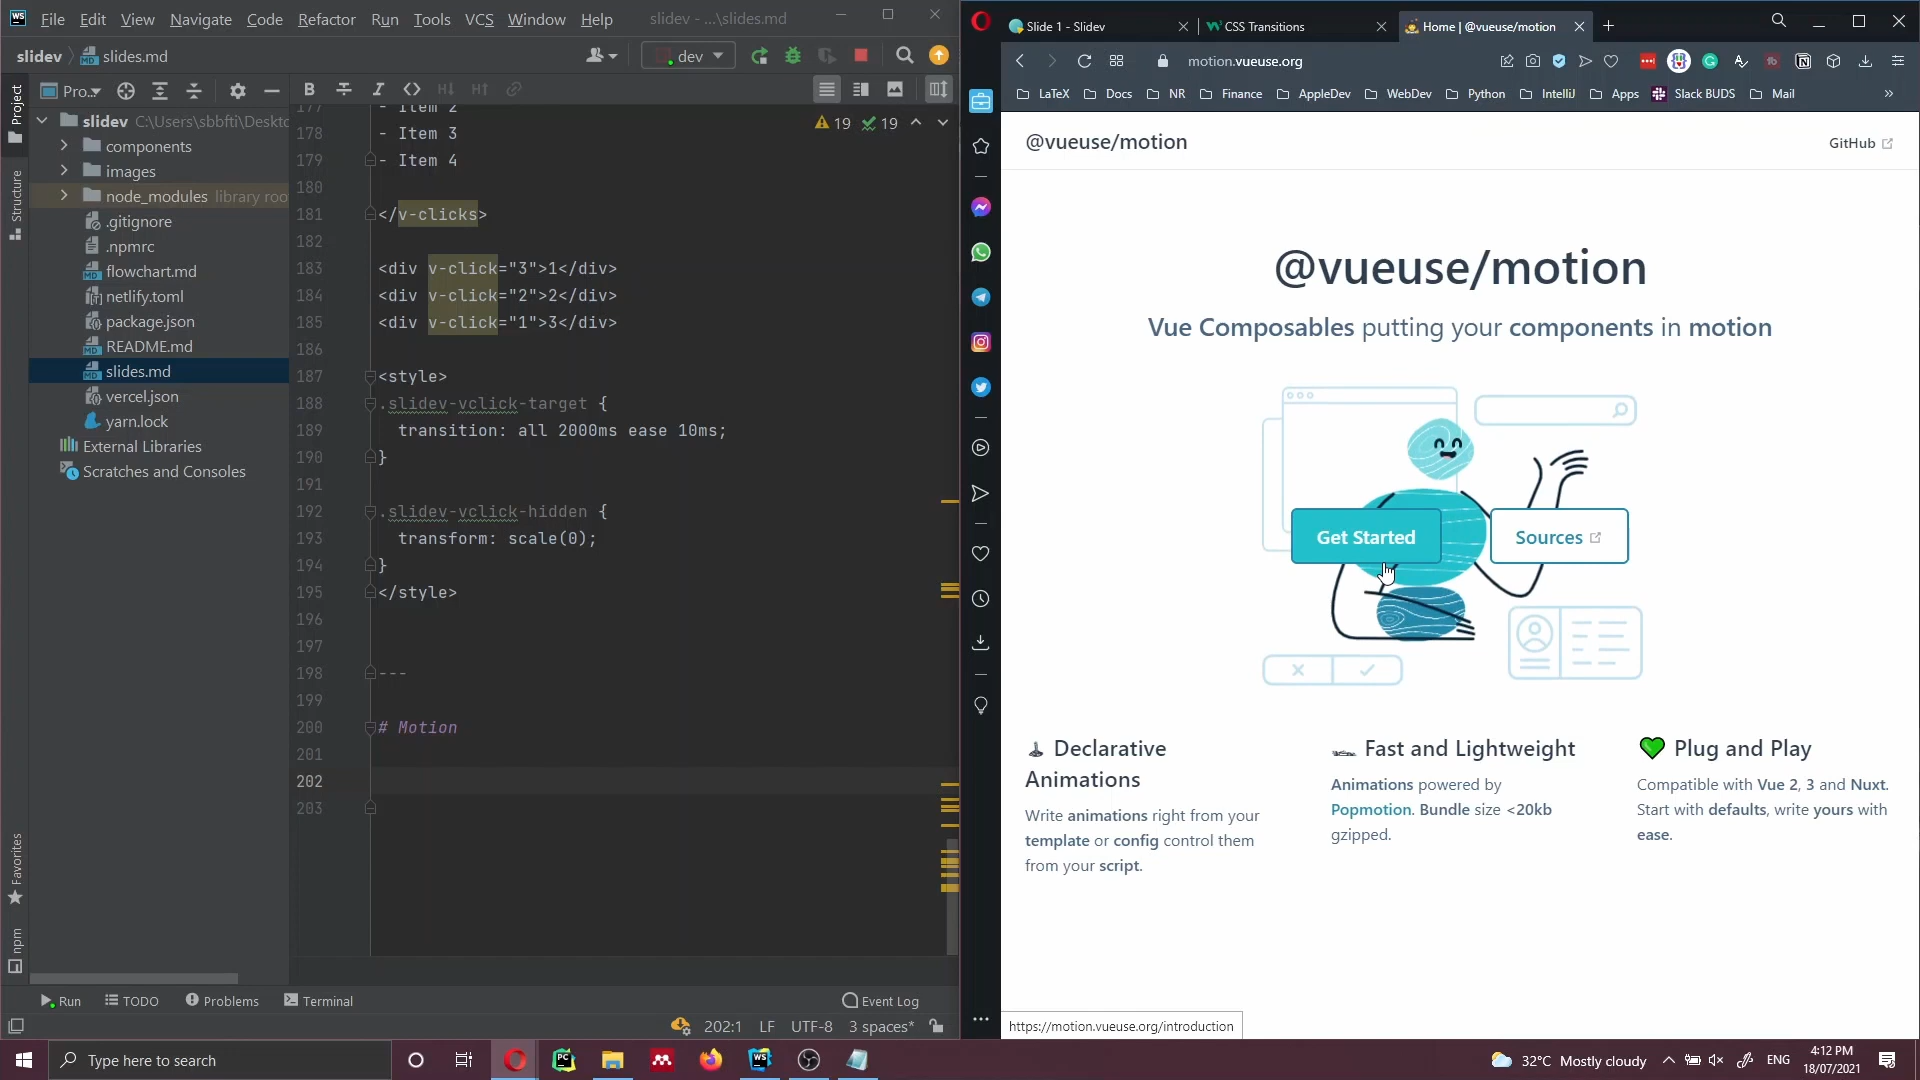 File Edit View Navigate Code Refactor Run Tools VCS Window Help slidev - ...\slides.md
slidev slides.md dev
Pro...
Project
Structure
Favorites
npm
slidev C:\Users\sbbfti\Deskto
components
images
node_modules library roo
.gitignore
.npmrc
flowchart.md
netlify.toml
package.json
README.md
slides.md
vercel.json
yarn.lock
External Libraries
Scratches and Consoles
19 19
177 - Item 2
178 - Item 3
179 - Item 4
180
181 </v-clicks>
182
183 <div v-click="3">1</div>
184 <div v-click="2">2</div>
185 <div v-click="1">3</div>
186
187 <style>
188 .slidev-vclick-target {
189 transition: all 2000ms ease 10ms;
190 }
191
192 .slidev-vclick-hidden {
193 transform: scale(0);
194 }
195 </style>
196
197
198 ---
199
200 # Motion
201
202
203
Run TODO Problems Terminal Event Log
202:1 LF UTF-8 3 spaces*
Slide 1 - Slidev CSS Transitions Home | @vueuse/motion
motion.vueuse.org
LaTeX Docs NR Finance AppleDev WebDev Python IntelliJ Apps Slack BUDS Mail
@vueuse/motion GitHub
@vueuse/motion
Vue Composables putting your components in motion
Get Started Sources
Declarative Animations
Write animations right from your
template or config control them
from your script.
Fast and Lightweight
Animations powered by
Popmotion. Bundle size <20kb
gzipped.
Plug and Play
Compatible with Vue 2, 3 and Nuxt.
Start with defaults, write yours with
ease.
https://motion.vueuse.org/introduction
Type here to search
32°C Mostly cloudy ENG
4:12 PM
18/07/2021